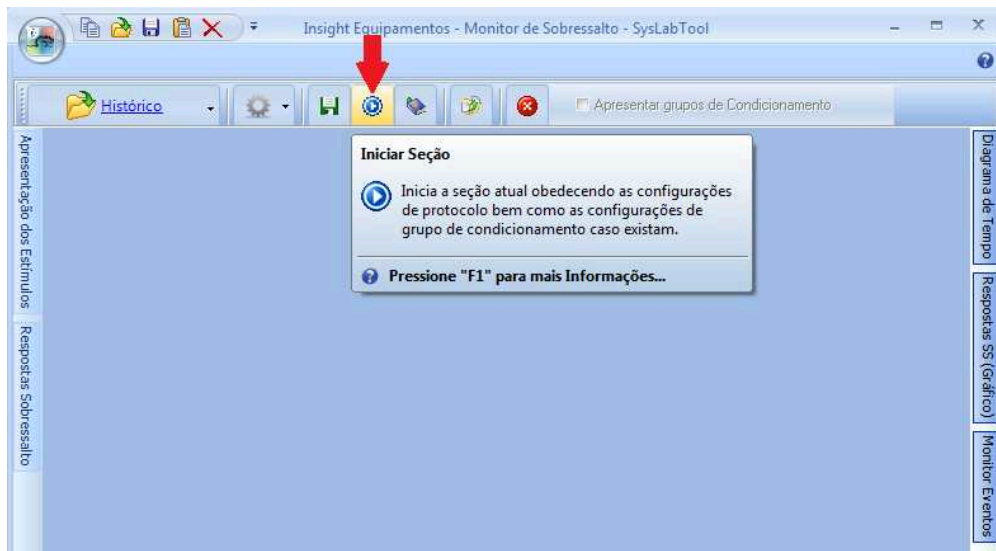 Insight Equipamentos - Monitor de Sobressalto - SysLabTool
Histórico
Apresentar grupos de Condicionamento
Iniciar Seção
Inicia a seção atual obedecendo as configurações
de protocolo bem como as configurações de
grupo de condicionamento caso existam.
Pressione "F1" para mais Informações...
Apresentação dos Estímulos
Respostas Sobressalto
Diagrama de Tempo
Respostas SS (Gráfico)
Monitor Eventos